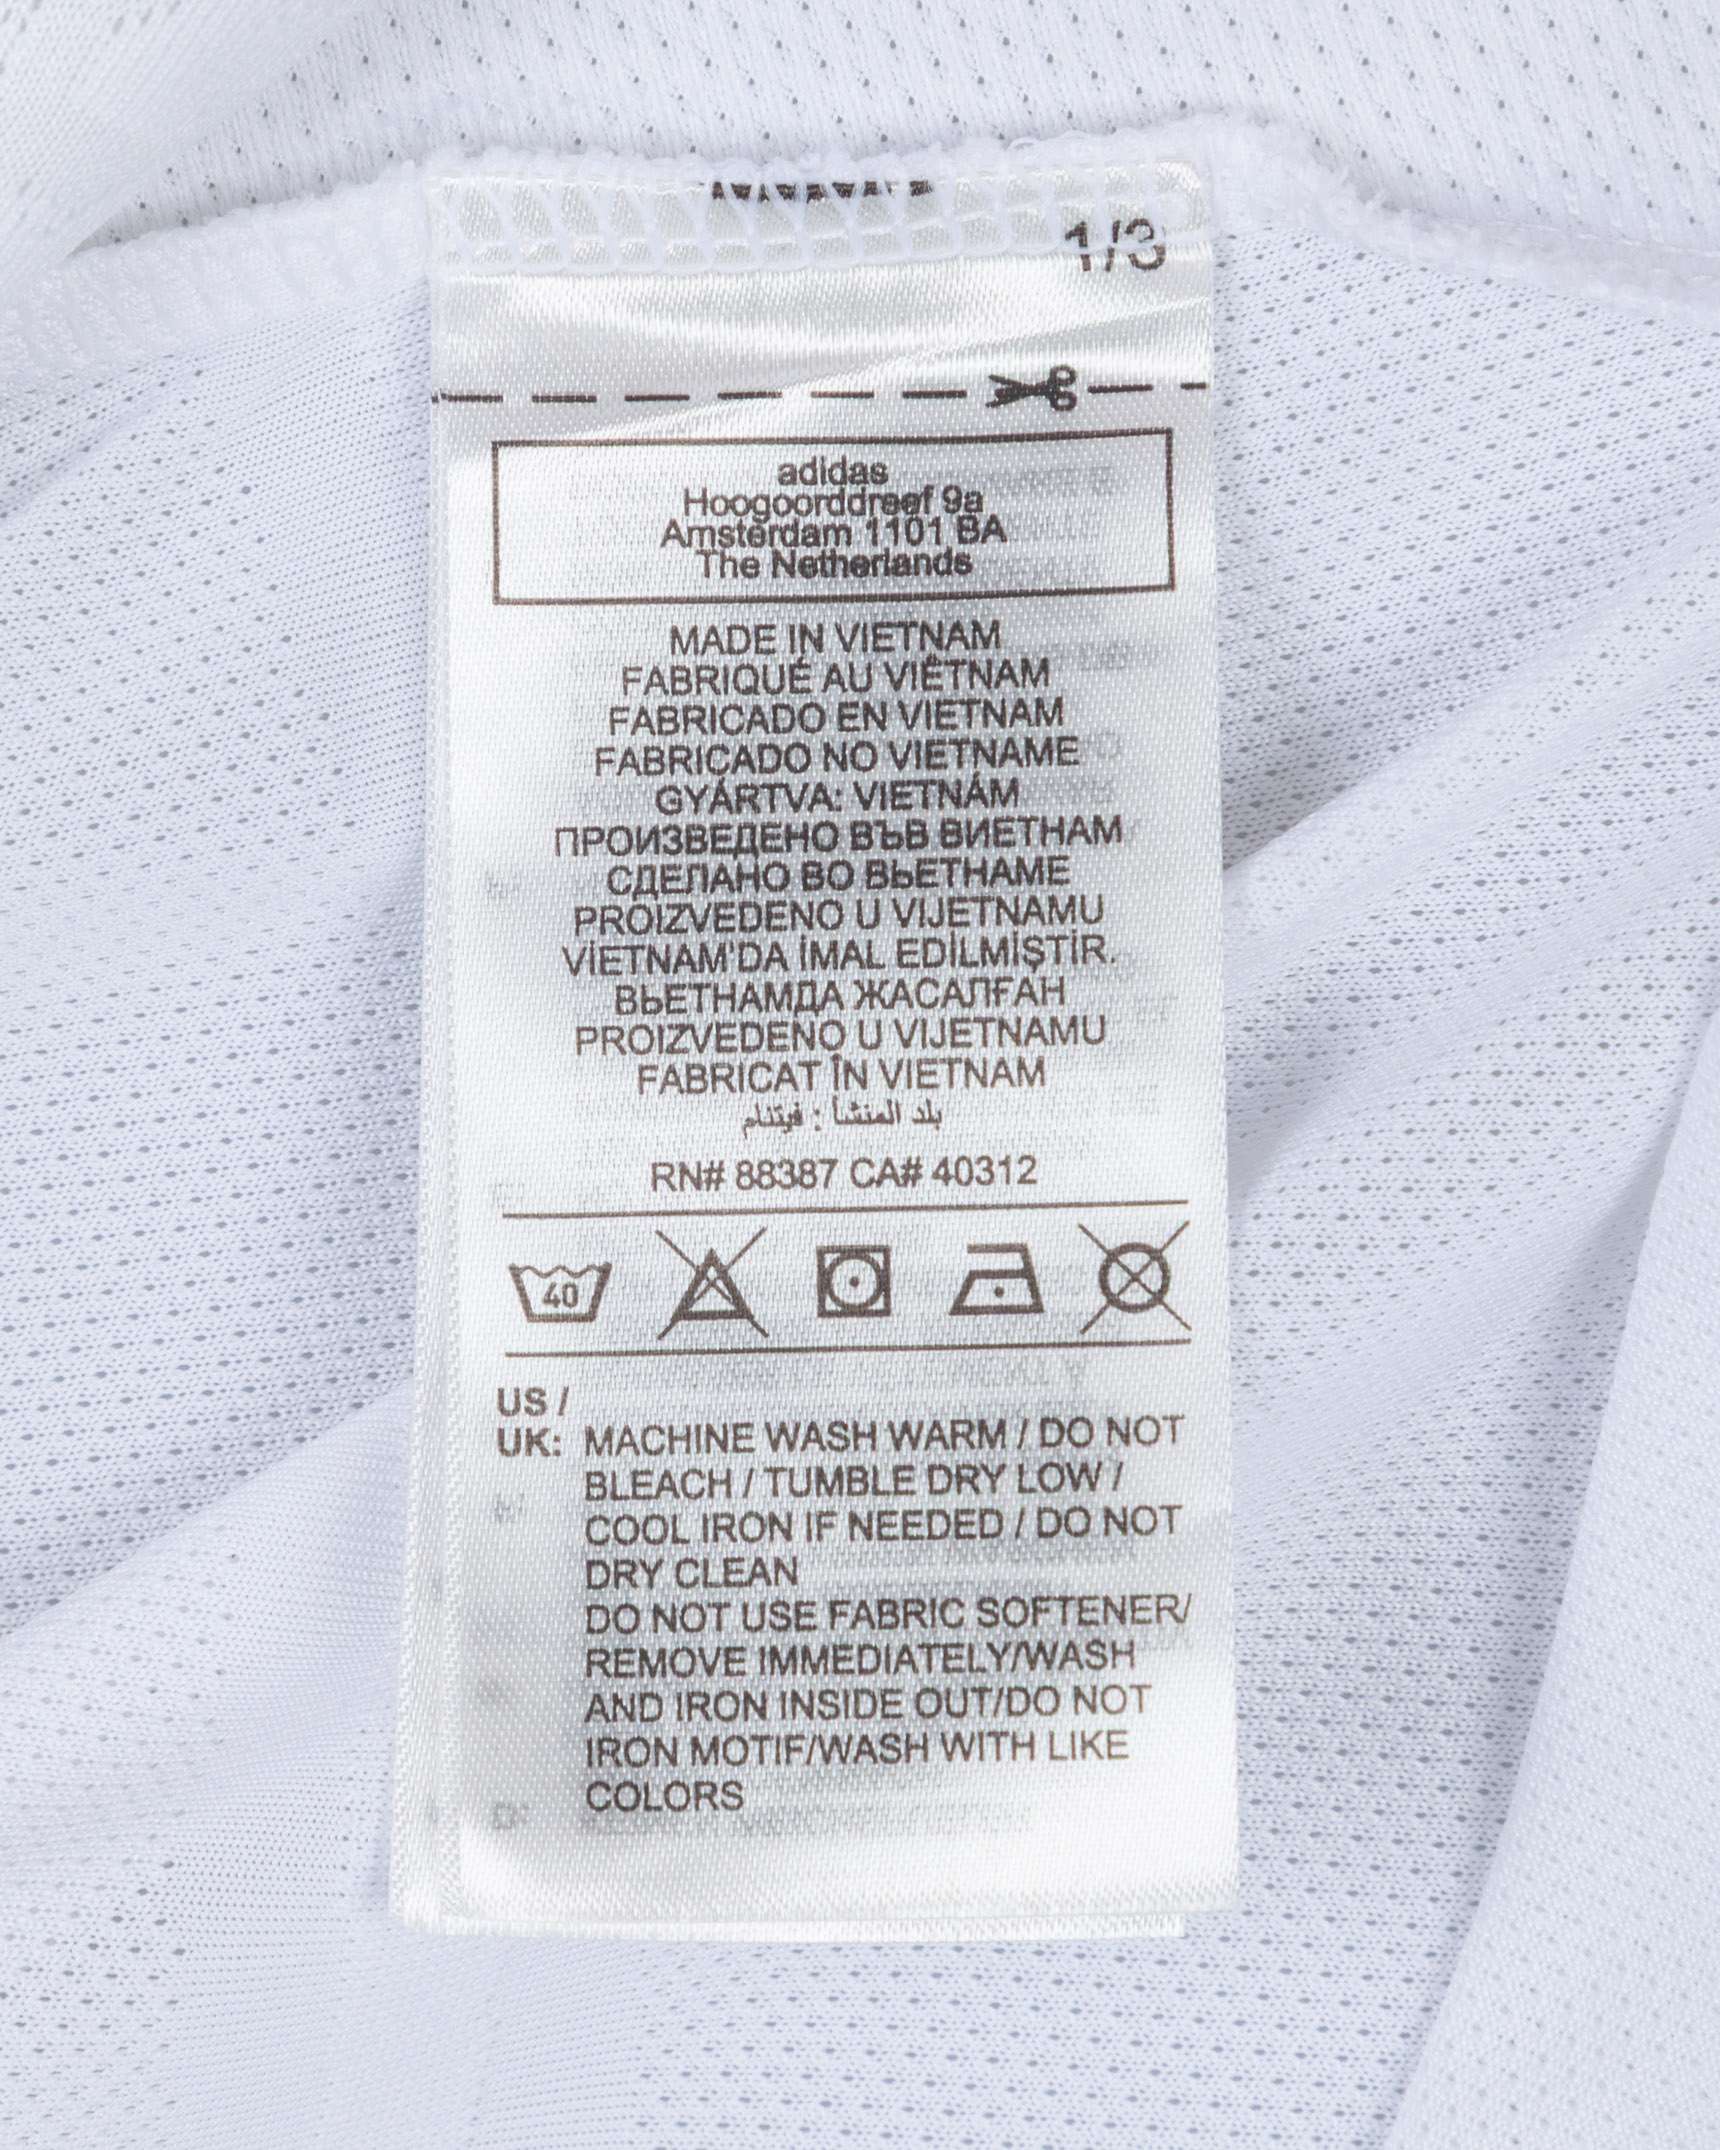 1/3
adidas
Hoogoorddreef 9a
Amsterdam 1101 BA
The Netherlands
MADE IN VIETNAM
FABRIQUÉ AU VIÊTNAM
FABRICADO EN VIETNAM
FABRICADO NO VIETNAME
GYÁRTVA: VIETNÁM
ПРОИЗВЕДЕНО ВЪВ ВИЕТНАМ
СДЕЛАНО ВО ВЬЕТНАМЕ
PROIZVEDENO U VIJETNAMU
VİETNAM'DA İMAL EDİLMİŞTİR.
ВЬЕТНАМДА ЖАСАЛҒАН
PROIZVEDENO U VIJETNAMU
FABRICAT ÎN VIETNAM
بلد المنشأ : فيتنام
RN# 88387 CA# 40312
40
US /
UK: MACHINE WASH WARM / DO NOT
BLEACH / TUMBLE DRY LOW /
COOL IRON IF NEEDED / DO NOT
DRY CLEAN
DO NOT USE FABRIC SOFTENER/
REMOVE IMMEDIATELY/WASH
AND IRON INSIDE OUT/DO NOT
IRON MOTIF/WASH WITH LIKE
COLORS